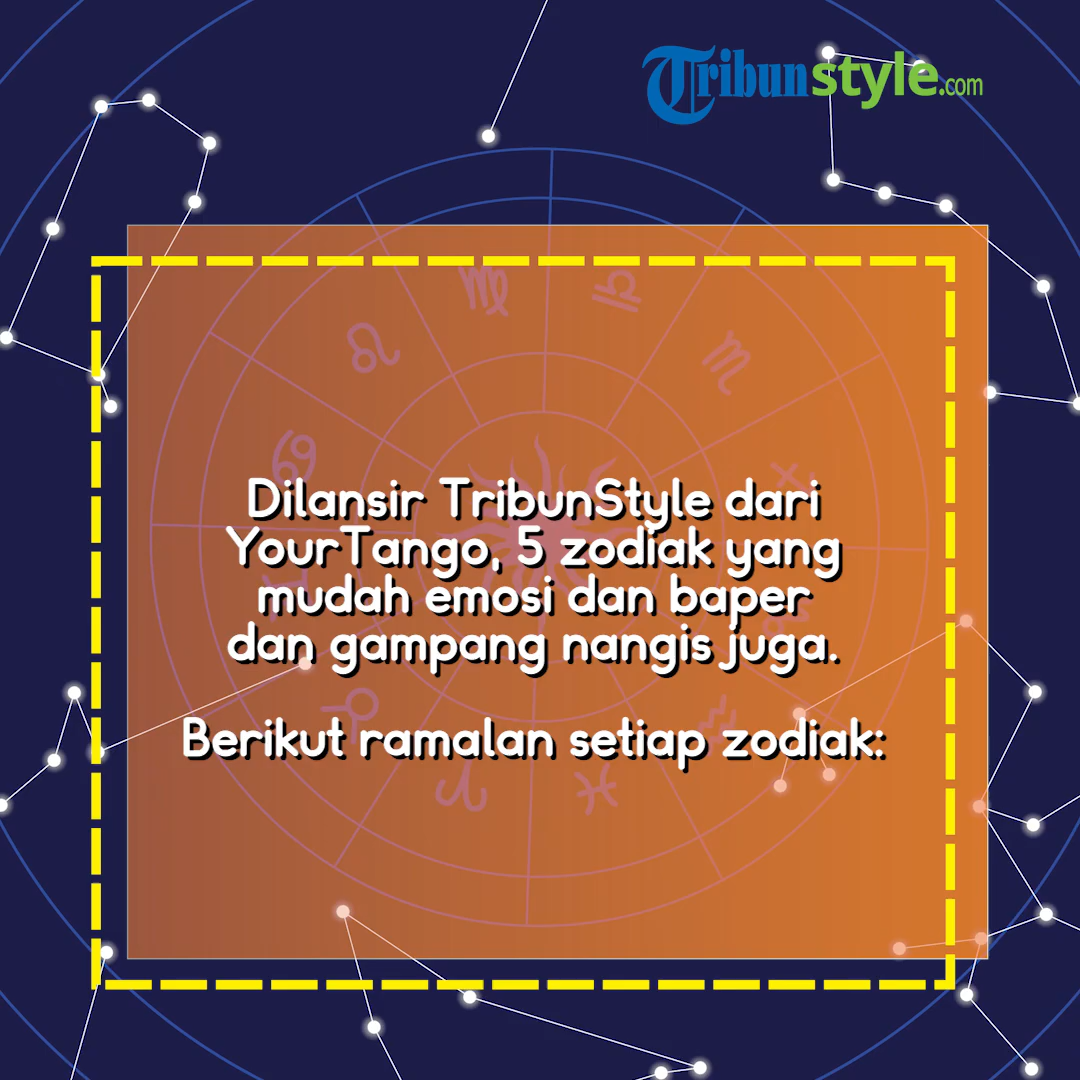 Tribunstyle.com
Dilansir TribunStyle dari
YourTango, 5 zodiak yang
mudah emosi dan baper
dan gampang nangis juga.
Berikut ramalan setiap zodiak: